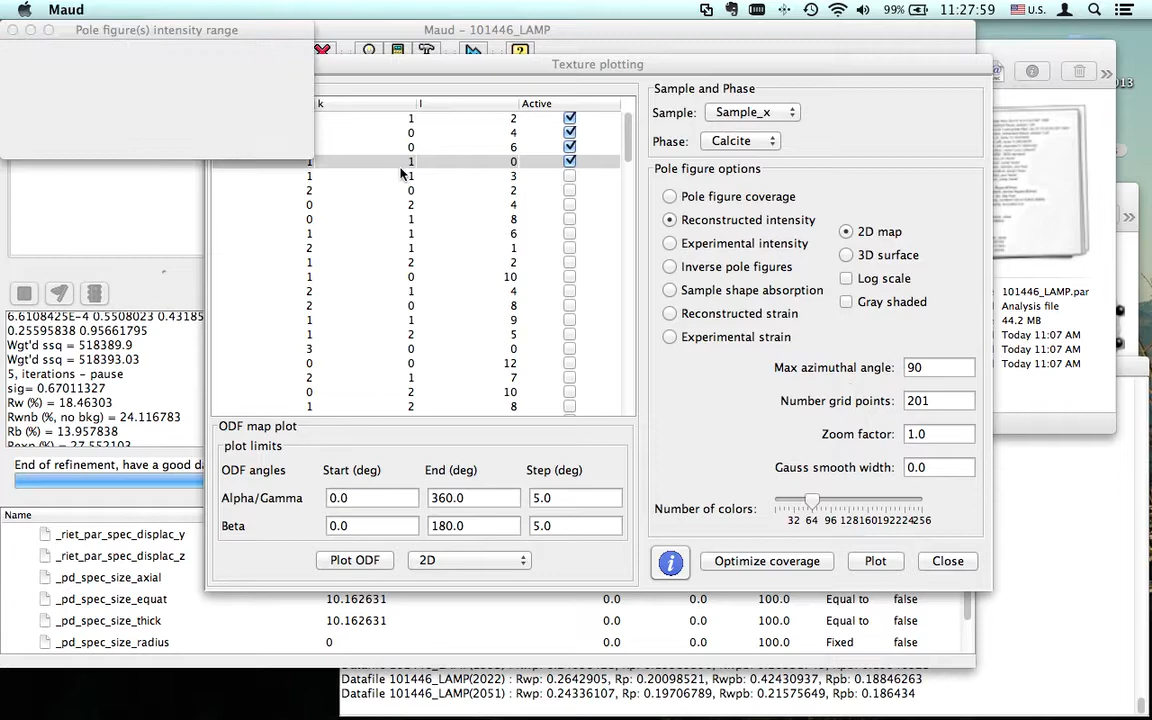 Maud
99%
11:27:59
U.S.
Pole figure(s) intensity range
Maud - 101446_LAMP
Texture plotting
k l Active
1 2
0 4
0 6
1 1 0
1 1 3
2 0 2
0 2 4
0 1 8
1 1 6
2 1 1
1 2 2
1 0 10
2 1 4
2 0 8
1 1 9
1 2 5
3 0 0
0 0 12
2 1 7
0 2 10
1 2 8
Sample and Phase
Sample: Sample_x
Phase: Calcite
Pole figure options
Pole figure coverage
Reconstructed intensity
Experimental intensity
Inverse pole figures
Sample shape absorption
Reconstructed strain
Experimental strain
2D map
3D surface
Log scale
Gray shaded
Max azimuthal angle: 90
Number grid points: 201
Zoom factor: 1.0
Gauss smooth width: 0.0
Number of colors:
32 64 96 128160192224256
Optimize coverage
Plot
Close
ODF map plot
plot limits
ODF angles Start (deg) End (deg) Step (deg)
Alpha/Gamma 0.0 360.0 5.0
Beta 0.0 180.0 5.0
Plot ODF
2D
6.6108425E-4 0.5508023 0.43185
0.25595838 0.95661795
Wgt'd ssq = 518389.9
Wgt'd ssq = 518393.03
5, iterations - pause
sig= 0.67011327
Rw (%) = 18.46303
Rwnb (%, no bkg) = 24.116783
Rb (%) = 13.957838
Rexp (%) = 27.552103
End of refinement, have a good da
Name
_riet_par_spec_displac_y
_riet_par_spec_displac_z
_pd_spec_size_axial
_pd_spec_size_equat 10.162631 0.0 0.0 100.0 Equal to false
_pd_spec_size_thick 10.162631 0.0 0.0 100.0 Equal to false
_pd_spec_size_radius 0 0.0 0.0 100.0 Fixed false
Datafile 101446_LAMP(2022) : Rwp: 0.2642905, Rp: 0.20098521, Rwpb: 0.42430937, Rpb: 0.18846263
Datafile 101446_LAMP(2051) : Rwp: 0.24336107, Rp: 0.19706789, Rwpb: 0.21575649, Rpb: 0.186434
013
101446_LAMP.par
Analysis file
44.2 MB
Today 11:07 AM
Today 11:07 AM
Today 11:07 AM